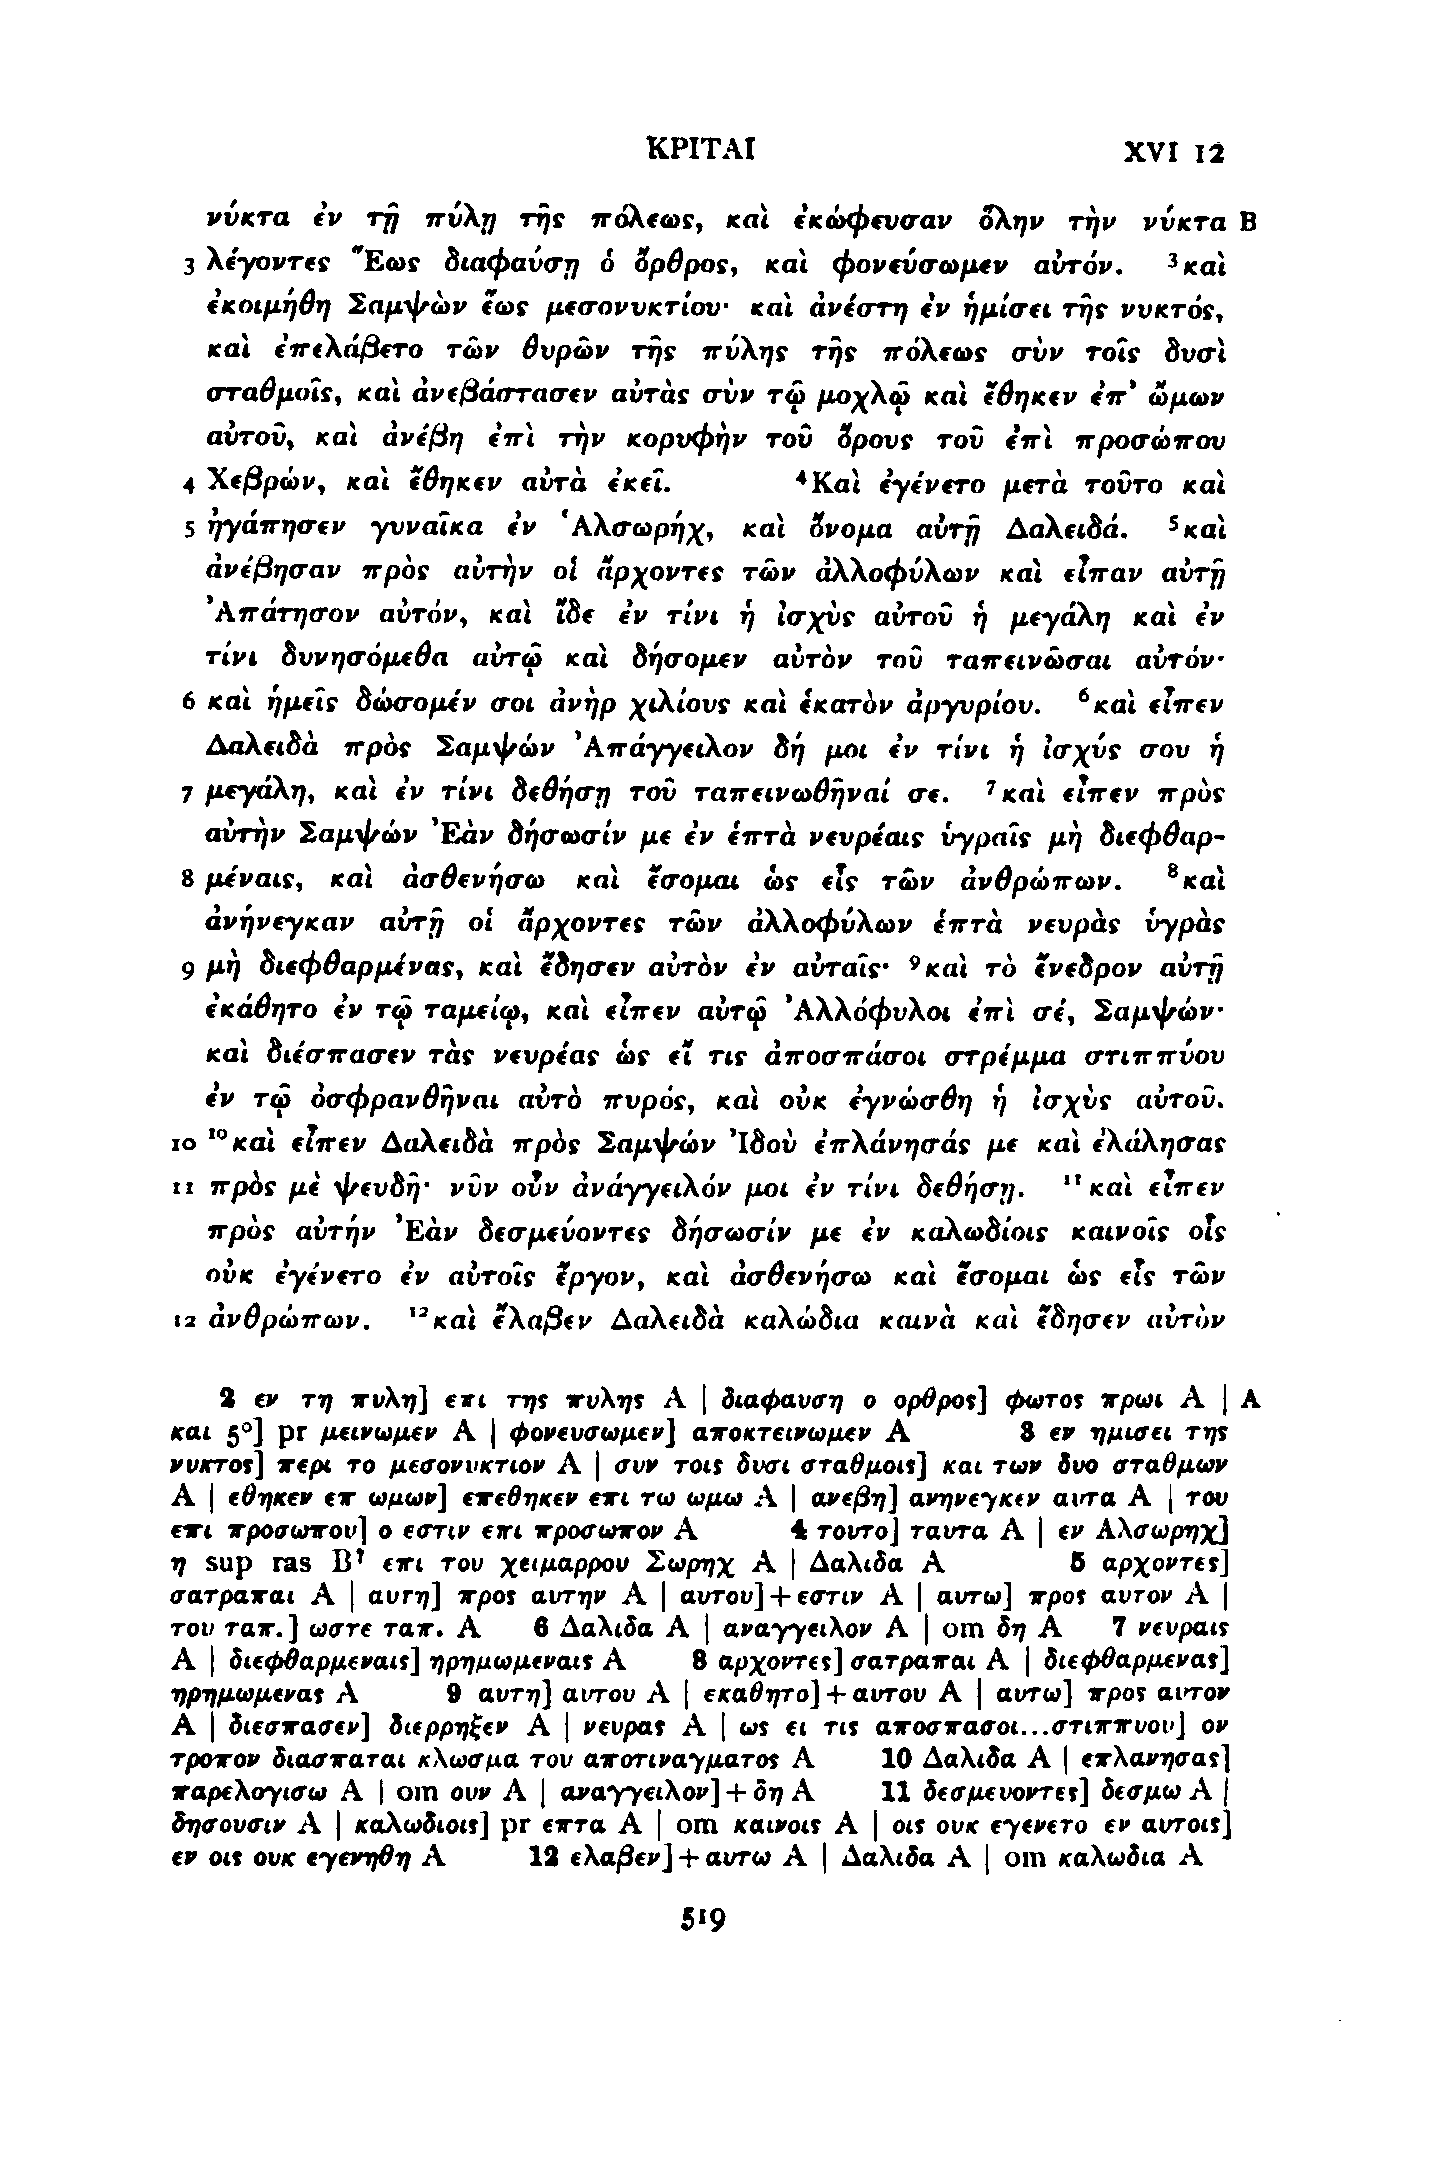 ΚΡΙΤΑΙ XVI 12
νύκτα ἐν τῇ πύλῃ τῆς πόλεως, καὶ ἐκώφευσαν ὅλην τὴν νύκτα B
3 λέγοντες Ἕως διαφαύσῃ ὁ ὄρθρος, καὶ φονεύσωμεν αὐτόν. ³καὶ
ἐκοιμήθη Σαμψὼν ἕως μεσονυκτίου· καὶ ἀνέστη ἐν ἡμίσει τῆς νυκτός,
καὶ ἐπελάβετο τῶν θυρῶν τῆς πύλης τῆς πόλεως σὺν τοῖς δυσὶ
σταθμοῖς, καὶ ἀνεβάστασεν αὐτὰς σὺν τῷ μοχλῷ καὶ ἔθηκεν ἐπ᾽ ὤμων
αὐτοῦ, καὶ ἀνέβη ἐπὶ τὴν κορυφὴν τοῦ ὄρους τοῦ ἐπὶ προσώπου
4 Χεβρών, καὶ ἔθηκεν αὐτὰ ἐκεῖ. ⁴Καὶ ἐγένετο μετὰ τοῦτο καὶ
5 ἠγάπησεν γυναῖκα ἐν Ἁλσωρήχ, καὶ ὄνομα αὐτῇ Δαλειδά. ⁵καὶ
ἀνέβησαν πρὸς αὐτὴν οἱ ἄρχοντες τῶν ἀλλοφύλων καὶ εἶπαν αὐτῇ
Ἀπάτησον αὐτόν, καὶ ἴδε ἐν τίνι ἡ ἰσχὺς αὐτοῦ ἡ μεγάλη καὶ ἐν
τίνι δυνησόμεθα αὐτῷ καὶ δήσομεν αὐτὸν τοῦ ταπεινῶσαι αὐτόν·
6 καὶ ἡμεῖς δώσομέν σοι ἀνὴρ χιλίους καὶ ἑκατὸν ἀργυρίου. ⁶καὶ εἶπεν
Δαλειδὰ πρὸς Σαμψών Ἀπάγγειλον δή μοι ἐν τίνι ἡ ἰσχύς σου ἡ
7 μεγάλη, καὶ ἐν τίνι δεθήσῃ τοῦ ταπεινωθῆναί σε. ⁷καὶ εἶπεν πρὸς
αὐτὴν Σαμψών Ἐὰν δήσωσίν με ἐν ἑπτὰ νευρέαις ὑγραῖς μὴ διεφθαρ-
8 μέναις, καὶ ἀσθενήσω καὶ ἔσομαι ὡς εἷς τῶν ἀνθρώπων. ⁸καὶ
ἀνήνεγκαν αὐτῇ οἱ ἄρχοντες τῶν ἀλλοφύλων ἑπτὰ νευρὰς ὑγρὰς
9 μὴ διεφθαρμένας, καὶ ἔδησεν αὐτὸν ἐν αὐταῖς· ⁹καὶ τὸ ἔνεδρον αὐτῇ
ἐκάθητο ἐν τῷ ταμείῳ, καὶ εἶπεν αὐτῷ Ἀλλόφυλοι ἐπὶ σέ, Σαμψών·
καὶ διέσπασεν τὰς νευρέας ὡς εἴ τις ἀποσπάσοι στρέμμα στιππύου
ἐν τῷ ὀσφρανθῆναι αὐτὸ πυρός, καὶ οὐκ ἐγνώσθη ἡ ἰσχὺς αὐτοῦ.
10 ¹⁰καὶ εἶπεν Δαλειδὰ πρὸς Σαμψών Ἰδοὺ ἐπλάνησάς με καὶ ἐλάλησας
11 πρὸς μὲ ψευδῆ· νῦν οὖν ἀνάγγειλόν μοι ἐν τίνι δεθήσῃ. ¹¹καὶ εἶπεν
πρὸς αὐτήν Ἐὰν δεσμεύοντες δήσωσίν με ἐν καλωδίοις καινοῖς οἷς
οὐκ ἐγένετο ἐν αὐτοῖς ἔργον, καὶ ἀσθενήσω καὶ ἔσομαι ὡς εἷς τῶν
12 ἀνθρώπων. ¹²καὶ ἔλαβεν Δαλειδὰ καλώδια καινὰ καὶ ἔδησεν αὐτὸν
2 εν τη πυλη] επι της πυλης A | διαφαυση ο ορθρος] φωτος πρωι A | A
και 5°] pr μεινωμεν A | φονευσωμεν] αποκτεινωμεν A 3 εν ημισει της
νυκτος] περι το μεσονυκτιον A | συν τοις δυσι σταθμοις] και των δυο σταθμων
A | εθηκεν επ ωμων] επεθηκεν επι τω ωμω A | ανεβη] ανηνεγκεν αυτα A | του
επι προσωπου] ο εστιν επι προσωπον A 4 τουτο] ταυτα A | εν Αλσωρηχ]
η sup ras Bᵗ επι του χειμαρρου Σωρηχ A | Δαλιδα A 5 αρχοντες]
σατραπαι A | αυτη] προς αυτην A | αυτου]+εστιν A | αυτω] προς αυτον A |
του ταπ.] ωστε ταπ. A 6 Δαλιδα A | αναγγειλον A | om δη A 7 νευραις
A | διεφθαρμεναις] ηρημωμεναις A 8 αρχοντες] σατραπαι A | διεφθαρμενας]
ηρημωμενας A 9 αυτη] αυτου A | εκαθητο]+αυτου A | αυτω] προς αυτον
A | διεσπασεν] διερρηξεν A | νευρας A | ως ει τις αποσπασοι...στιππυου] ον
τροπον διασπαται κλωσμα του αποτιναγματος A 10 Δαλιδα A | επλανησας]
παρελογισω A | om ουν A | αναγγειλον]+δη A 11 δεσμευοντες] δεσμω A |
δησουσιν A | καλωδιοις] pr επτα A | om καινοις A | οις ουκ εγενετο εν αυτοις]
εν οις ουκ εγενηθη A 12 ελαβεν]+αυτω A | Δαλιδα A | om καλωδια A
519